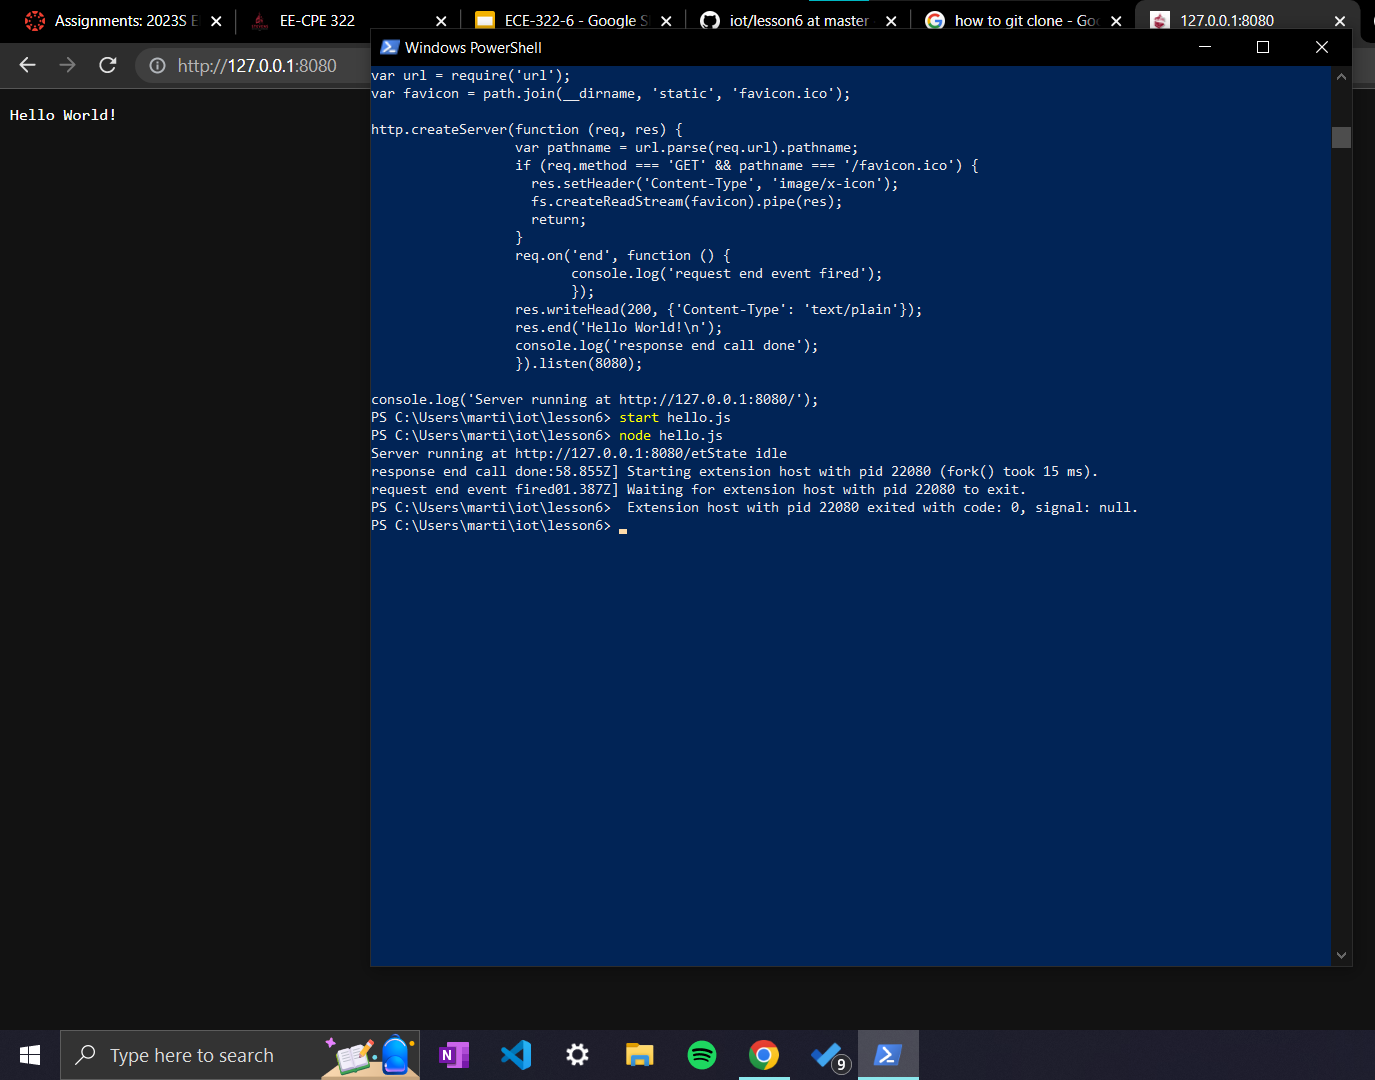 Assignments: 2023S E
EE-CPE 322
ECE-322-6 - Google S
iot/lesson6 at master
how to git clone - Goo
127.0.0.1:8080
http://127.0.0.1:8080
Hello World!
Windows PowerShell
var url = require('url');
var favicon = path.join(__dirname, 'static', 'favicon.ico');
http.createServer(function (req, res) {
var pathname = url.parse(req.url).pathname;
if (req.method === 'GET' && pathname === '/favicon.ico') {
res.setHeader('Content-Type', 'image/x-icon');
fs.createReadStream(favicon).pipe(res);
return;
}
req.on('end', function () {
console.log('request end event fired');
});
res.writeHead(200, {'Content-Type': 'text/plain'});
res.end('Hello World!\n');
console.log('response end call done');
}).listen(8080);
console.log('Server running at http://127.0.0.1:8080/');
PS C:\Users\marti\iot\lesson6> start hello.js
PS C:\Users\marti\iot\lesson6> node hello.js
Server running at http://127.0.0.1:8080/etState idle
response end call done:58.855Z] Starting extension host with pid 22080 (fork() took 15 ms).
request end event fired01.387Z] Waiting for extension host with pid 22080 to exit.
PS C:\Users\marti\iot\lesson6>  Extension host with pid 22080 exited with code: 0, signal: null.
PS C:\Users\marti\iot\lesson6>
Type here to search
N
9